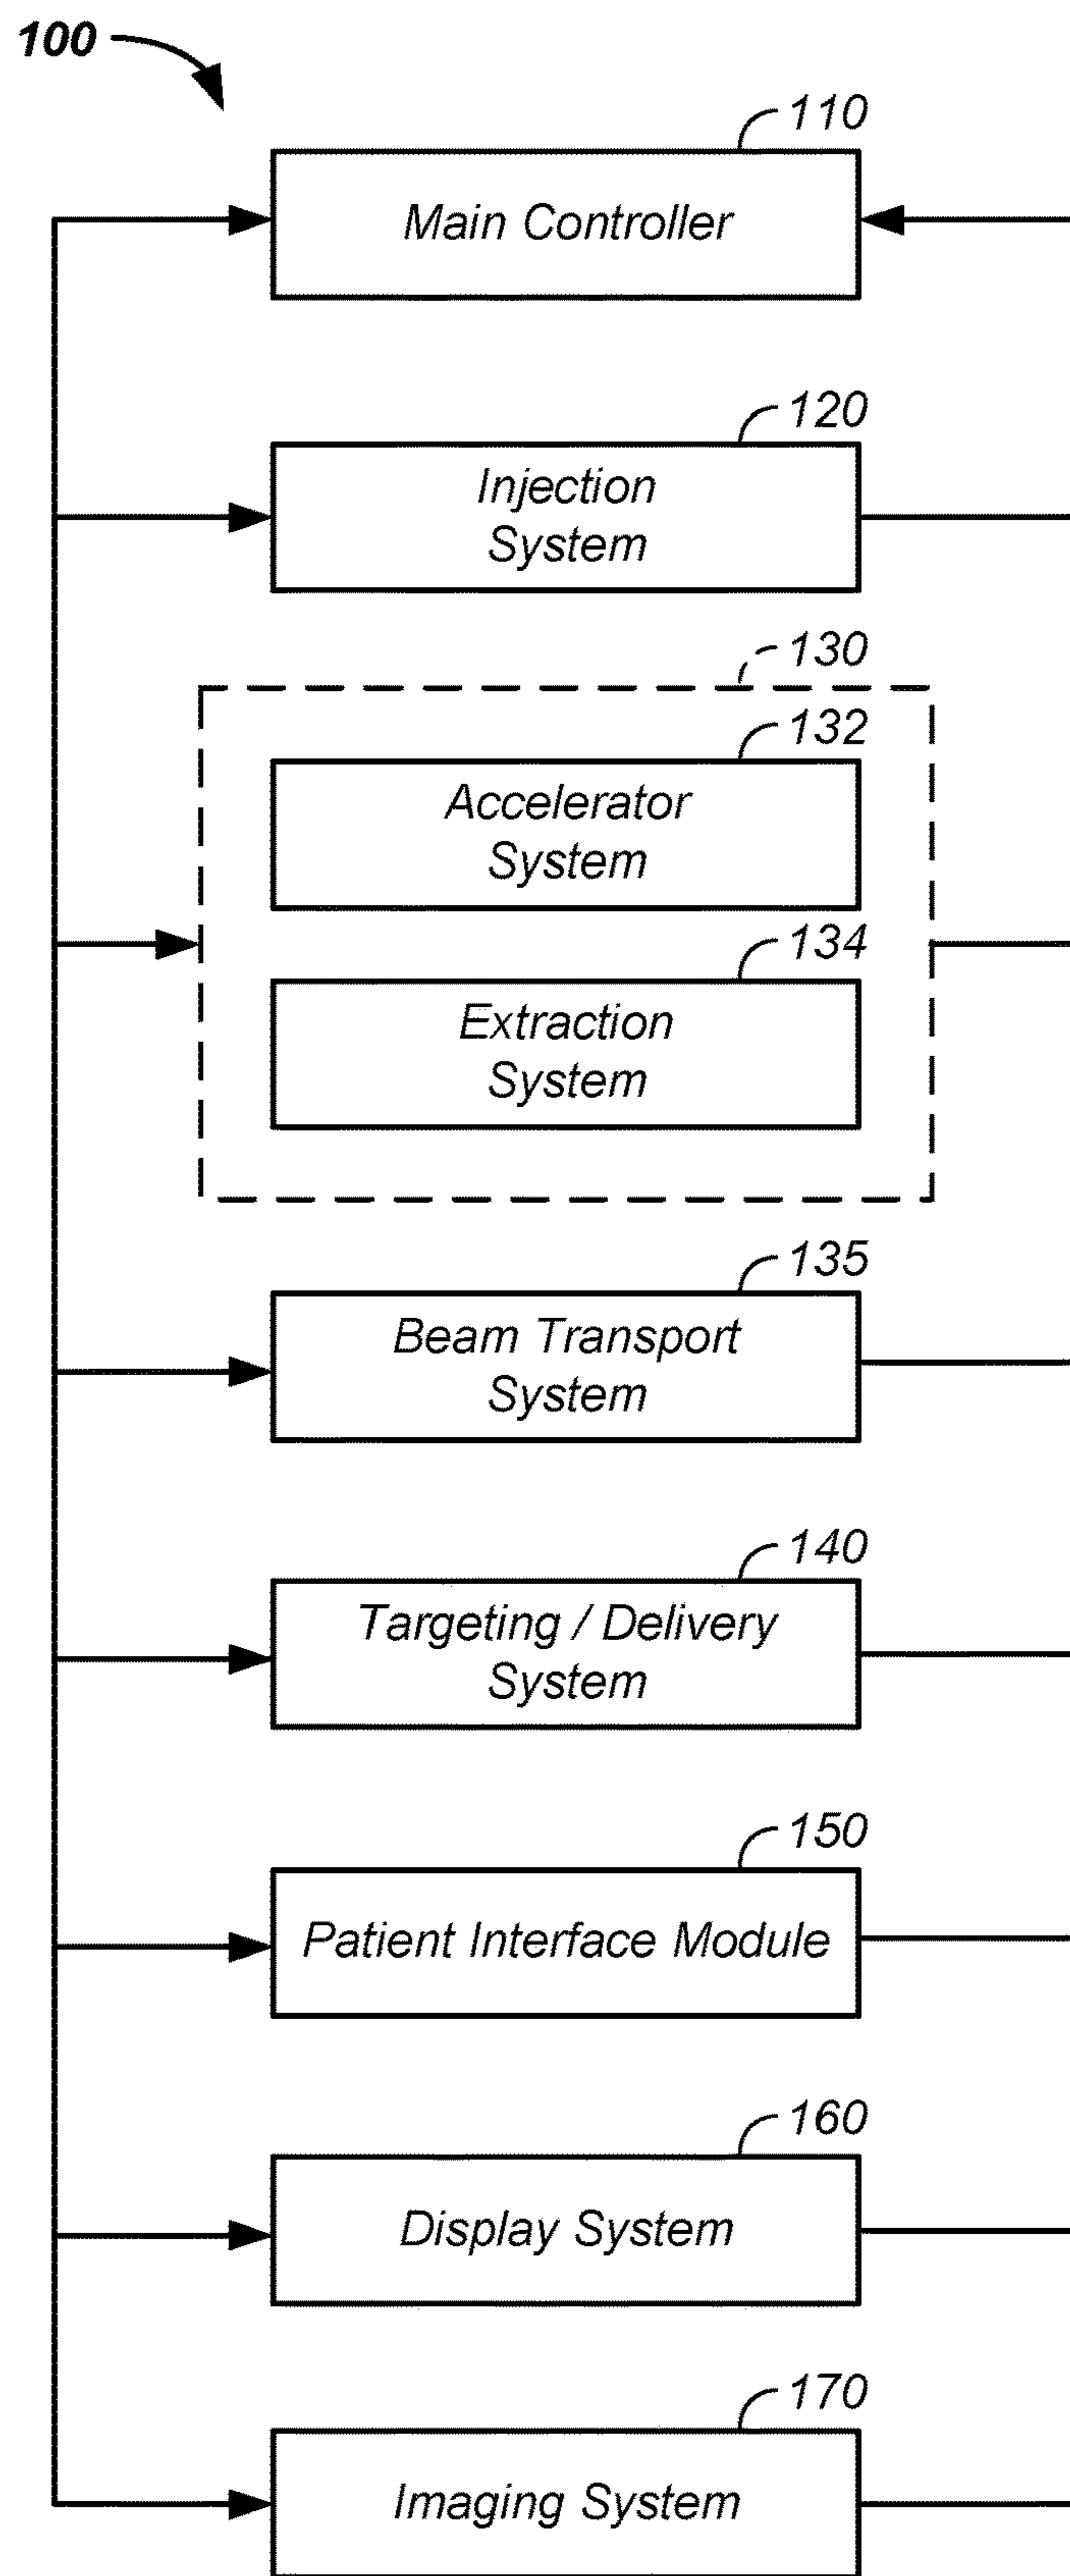 100
110
Main Controller
120
Injection
System
130
132
Accelerator
System
134
Extraction
System
135
Beam Transport
System
140
Targeting / Delivery
System
150
Patient Interface Module
160
Display System
170
Imaging System